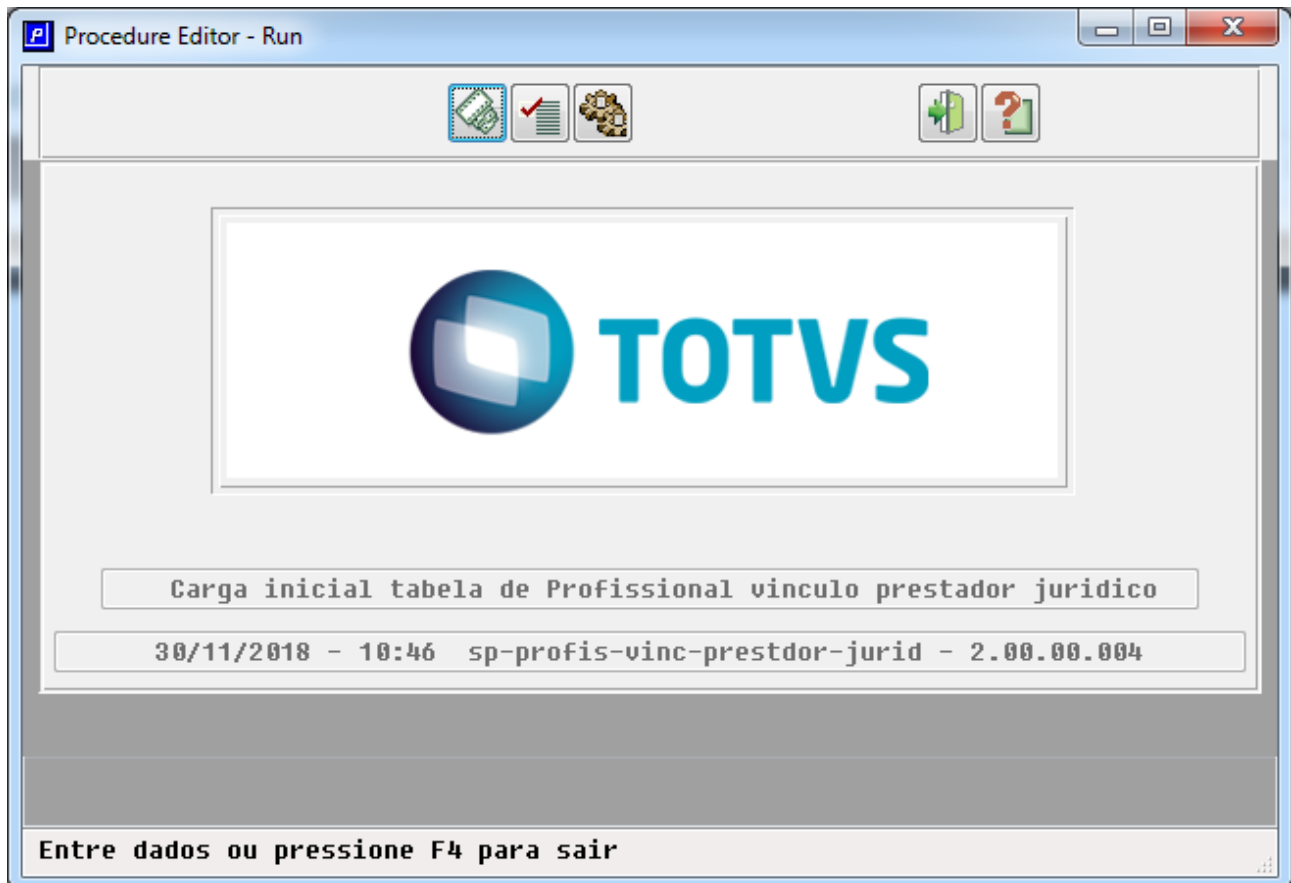 Procedure Editor - Run
TOTVS
Carga inicial tabela de Profissional vinculo prestador juridico
30/11/2018 - 10:46 sp-profis-vinc-prestdor-jurid - 2.00.00.004
Entre dados ou pressione F4 para sair